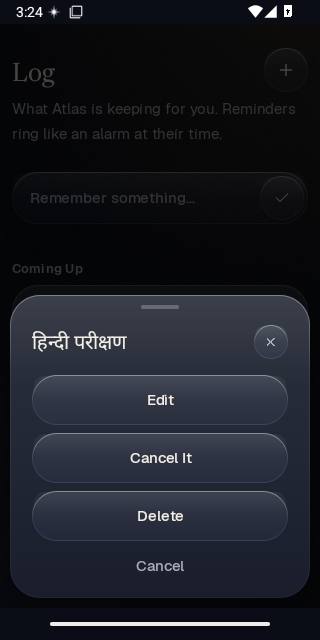 3:24
Log
What Atlas is keeping for you. Reminders
ring like an alarm at their time.
Remember something...
Coming Up
हिन्दी परीक्षण
Edit
Cancel It
Delete
Cancel